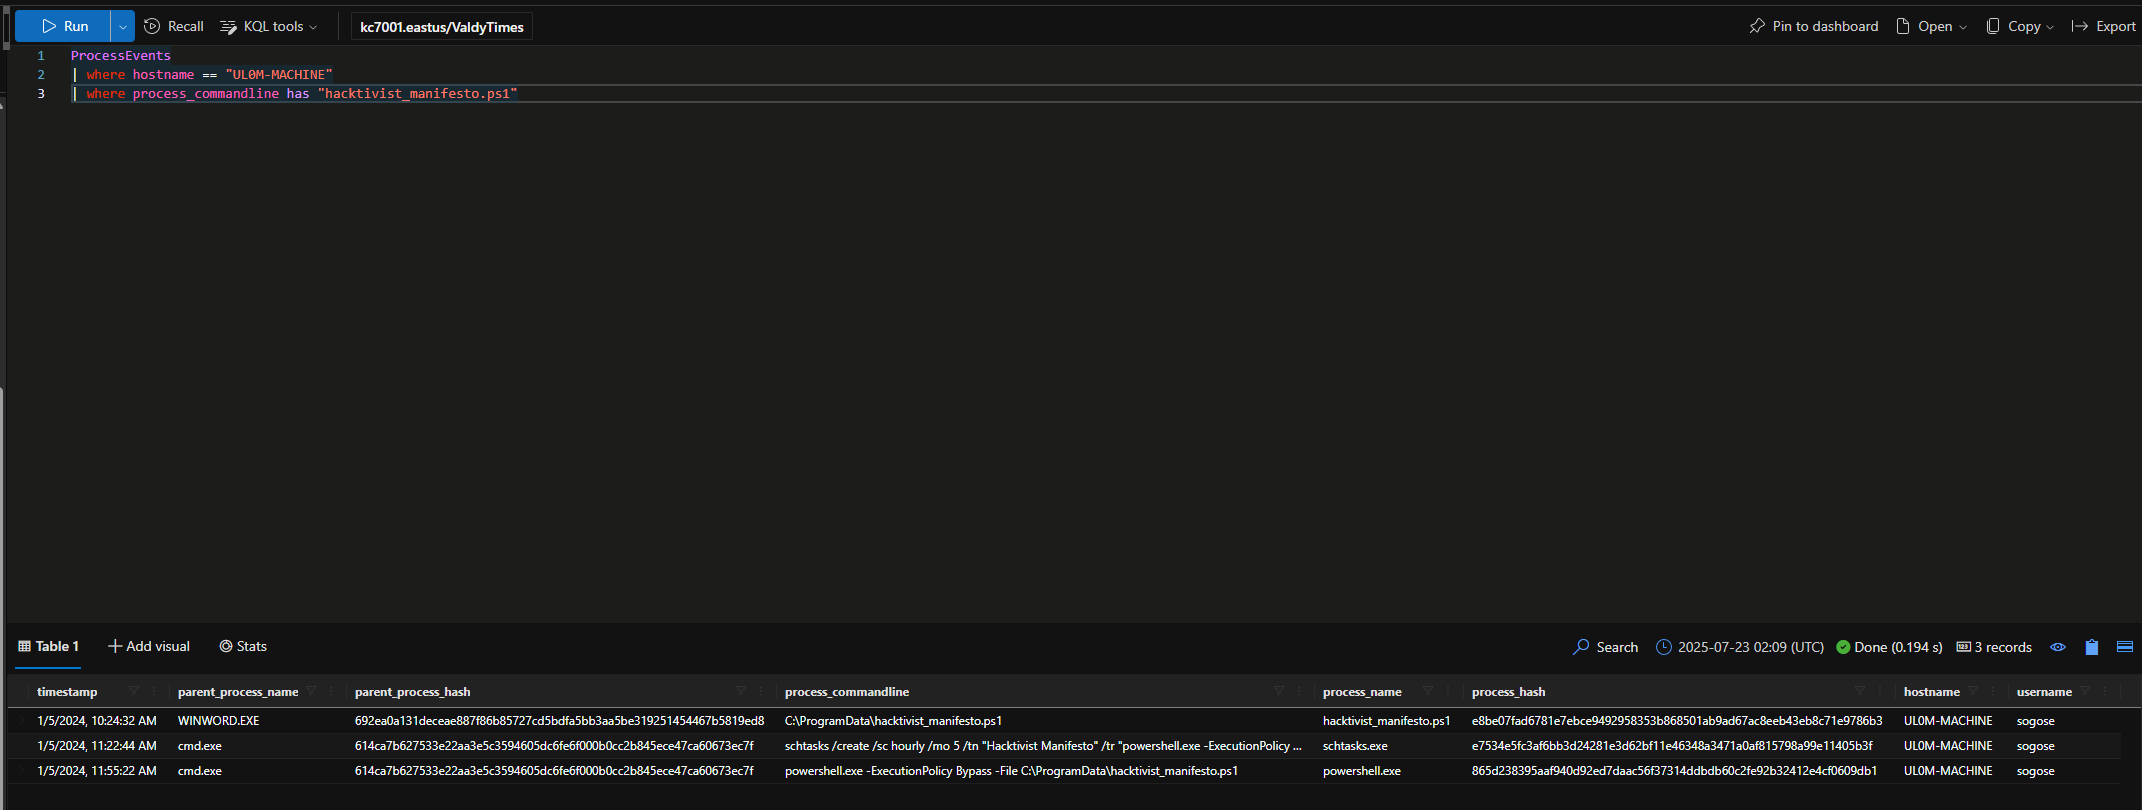 Run Recall KQL tools kc7001.eastus/ValdyTimes Pin to dashboard Open Copy Export
1 ProcessEvents
2 | where hostname == "UL0M-MACHINE"
3 | where process_commandline has "hacktivist_manifesto.ps1"
Table 1 Add visual Stats Search 2025-07-23 02:09 (UTC) Done (0.194 s) 3 records
timestamp parent_process_name parent_process_hash process_commandline process_name process_hash hostname username
1/5/2024, 10:24:32 AM WINWORD.EXE 692ea0a131deceae887f86b85727cd5bdfa5bb3aa5be319251454467b5819ed8 C:\ProgramData\hacktivist_manifesto.ps1 hacktivist_manifesto.ps1 e8be07fad6781e7ebce9492958353b868501ab9ad67ac8eeb43eb8c71e9786b3 UL0M-MACHINE sogose
1/5/2024, 11:22:44 AM cmd.exe 614ca7b627533e22aa3e5c3594605dc6fe6f000b0cc2b845ece47ca60673ec7f schtasks /create /sc hourly /mo 5 /tn "Hacktivist Manifesto" /tr "powershell.exe -ExecutionPolicy ... schtasks.exe e7534e5fc3af6bb3d24281e3d62bf11e46348a3471a0af815798a99e11405b3f UL0M-MACHINE sogose
1/5/2024, 11:55:22 AM cmd.exe 614ca7b627533e22aa3e5c3594605dc6fe6f000b0cc2b845ece47ca60673ec7f powershell.exe -ExecutionPolicy Bypass -File C:\ProgramData\hacktivist_manifesto.ps1 powershell.exe 865d238395aaf940d92ed7daac56f37314ddbdb60c2fe92b32412e4cf0609db1 UL0M-MACHINE sogose